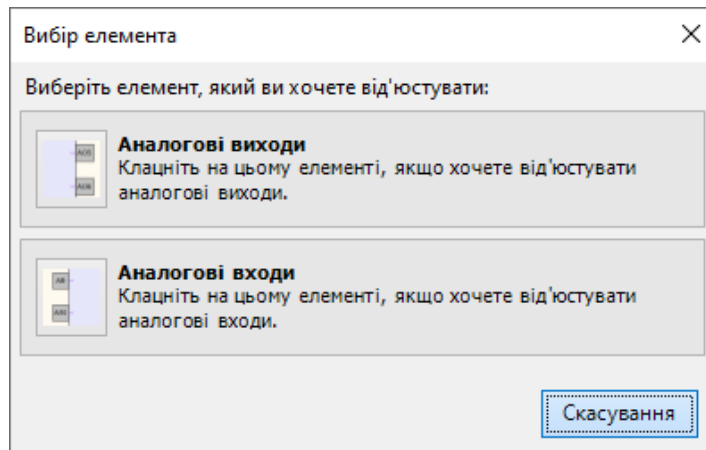 Вибір елемента
Виберіть елемент, який ви хочете від'юстувати:
Аналогові виходи
Клацніть на цьому елементі, якщо хочете від'юстувати
аналогові виходи.
Аналогові входи
Клацніть на цьому елементі, якщо хочете від'юстувати
аналогові входи.
Скасування